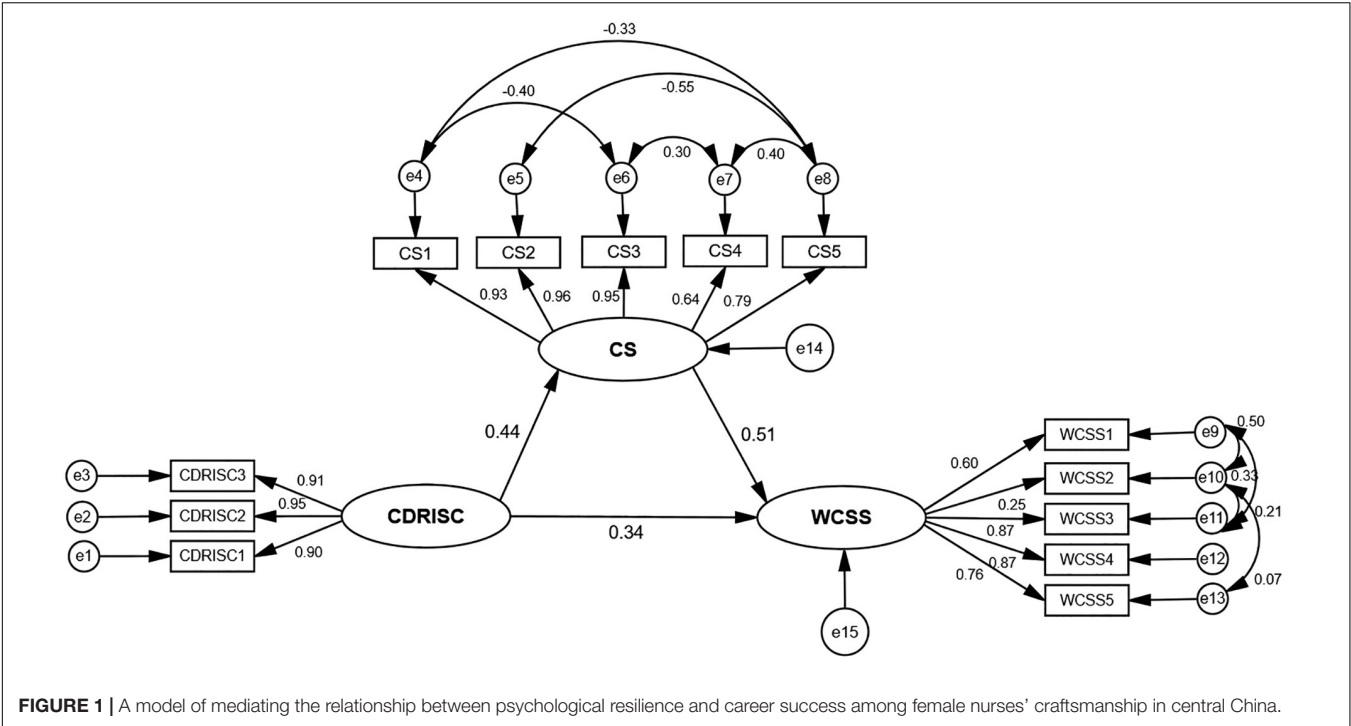 -0.33
-0.40
-0.55
0.30
0.40
e4
e5
e6
e7
e8
CS1
CS2
CS3
CS4
CS5
0.93
0.96
0.95
0.64
0.79
CS
e14
0.44
0.51
e3
CDRISC3
0.91
e2
CDRISC2
0.95
e1
CDRISC1
0.90
CDRISC
0.34
WCSS
e15
0.60
0.25
0.87
0.87
0.76
WCSS1
e9
0.50
WCSS2
e10
0.33
WCSS3
e11
0.21
WCSS4
e12
WCSS5
e13
0.07
FIGURE 1 | A model of mediating the relationship between psychological resilience and career success among female nurses' craftsmanship in central China.